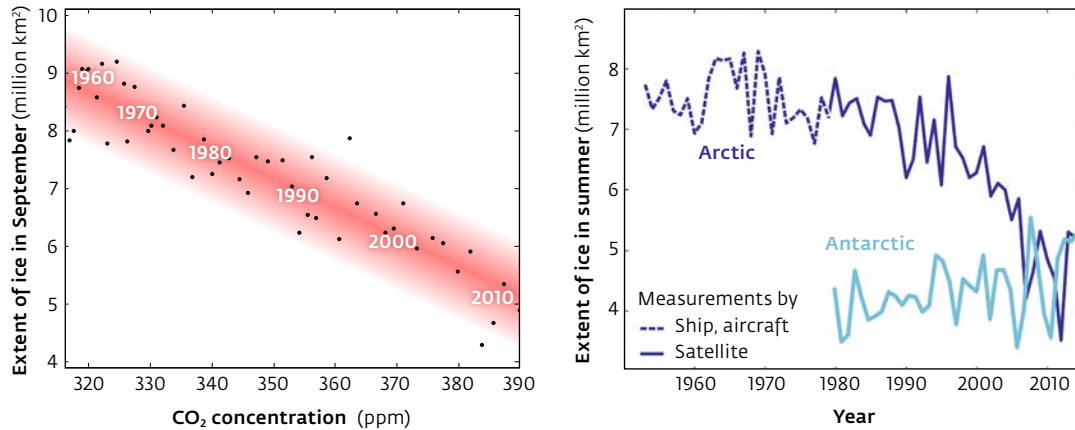 Extent of ice in September (million km²)
10
9
8
7
6
5
4
1960
1970
1980
1990
2000
2010
320 330 340 350 360 370 380 390
CO₂ concentration (ppm)
Extent of ice in summer (million km²)
8
6
5
4
Arctic
Antarctic
Measurements by
Ship, aircraft
Satellite
1960 1970 1980 1990 2000 2010
Year